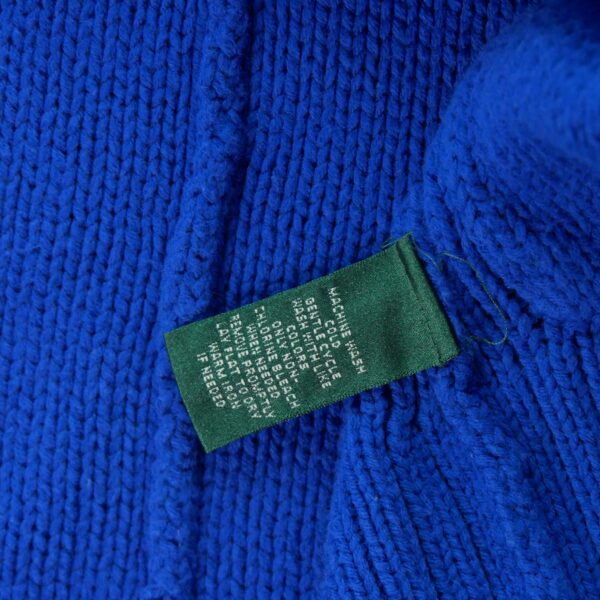 MACHINE WASH
COLD
GENTLE CYCLE
WASH WITH LIKE
COLORS
ONLY NON-
CHLORINE BLEACH
WHEN NEEDED.
REMOVE PROMPTLY
LAY FLAT TO DRY
WARM IRON
IF NEEDED